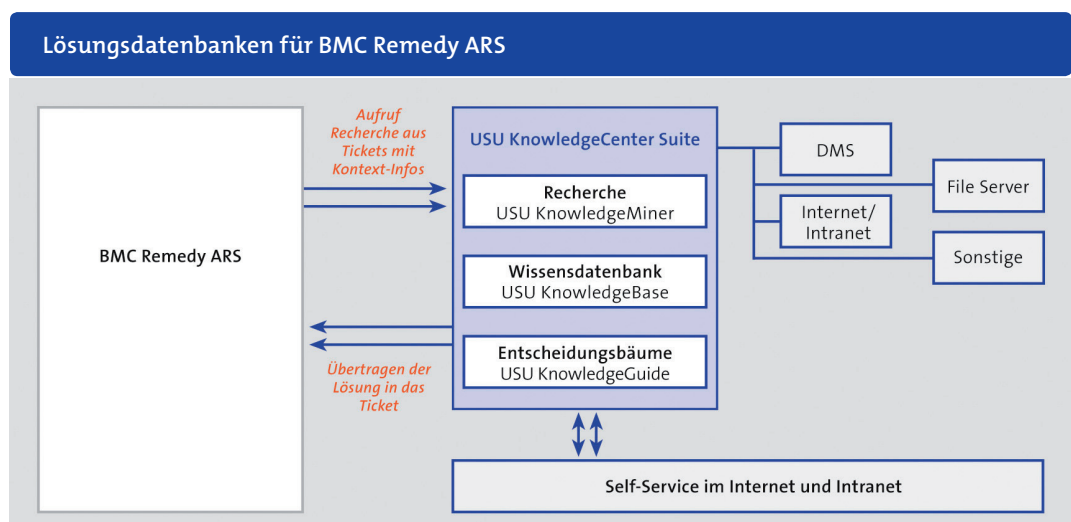 Lösungsdatenbanken für BMC Remedy ARS
BMC Remedy ARS
Aufruf
Recherche aus
Tickets mit
Kontext-Infos
Übertragen der
Lösung in das
Ticket
USU KnowledgeCenter Suite
Recherche
USU KnowledgeMiner
Wissensdatenbank
USU KnowledgeBase
Entscheidungsbäume
USU KnowledgeGuide
DMS
File Server
Internet/
Intranet
Sonstige
Self-Service im Internet und Intranet